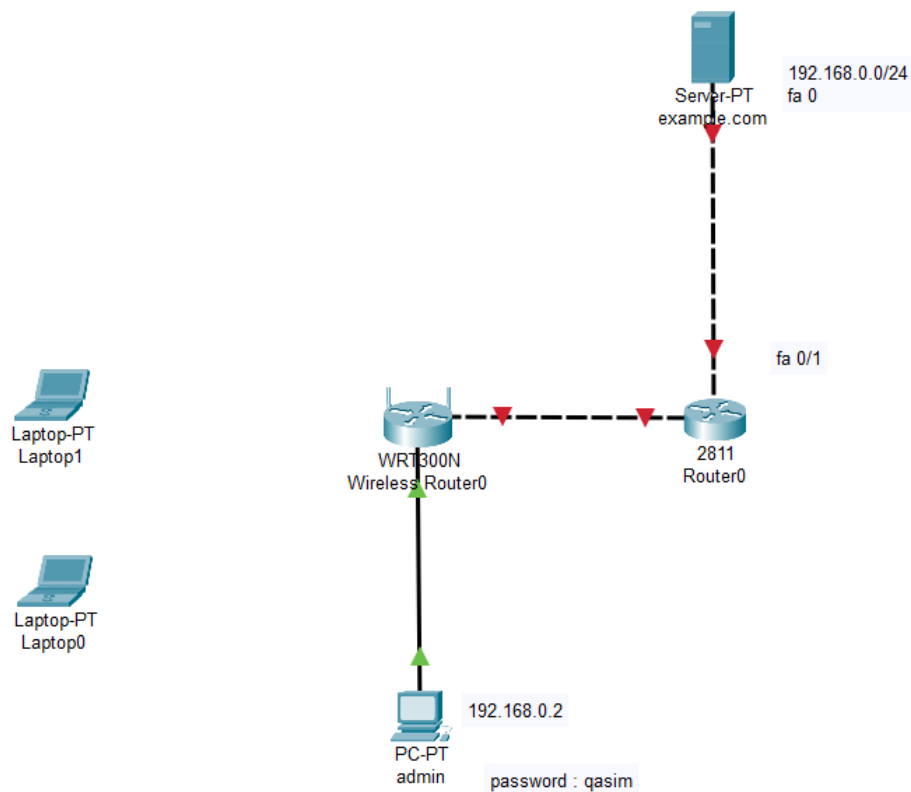 Server-PT
example.com
192.168.0.0/24
fa 0
fa 0/1
Laptop-PT
Laptop1
WRT300N
Wireless Router0
2811
Router0
Laptop-PT
Laptop0
192.168.0.2
PC-PT
admin
password : qasim